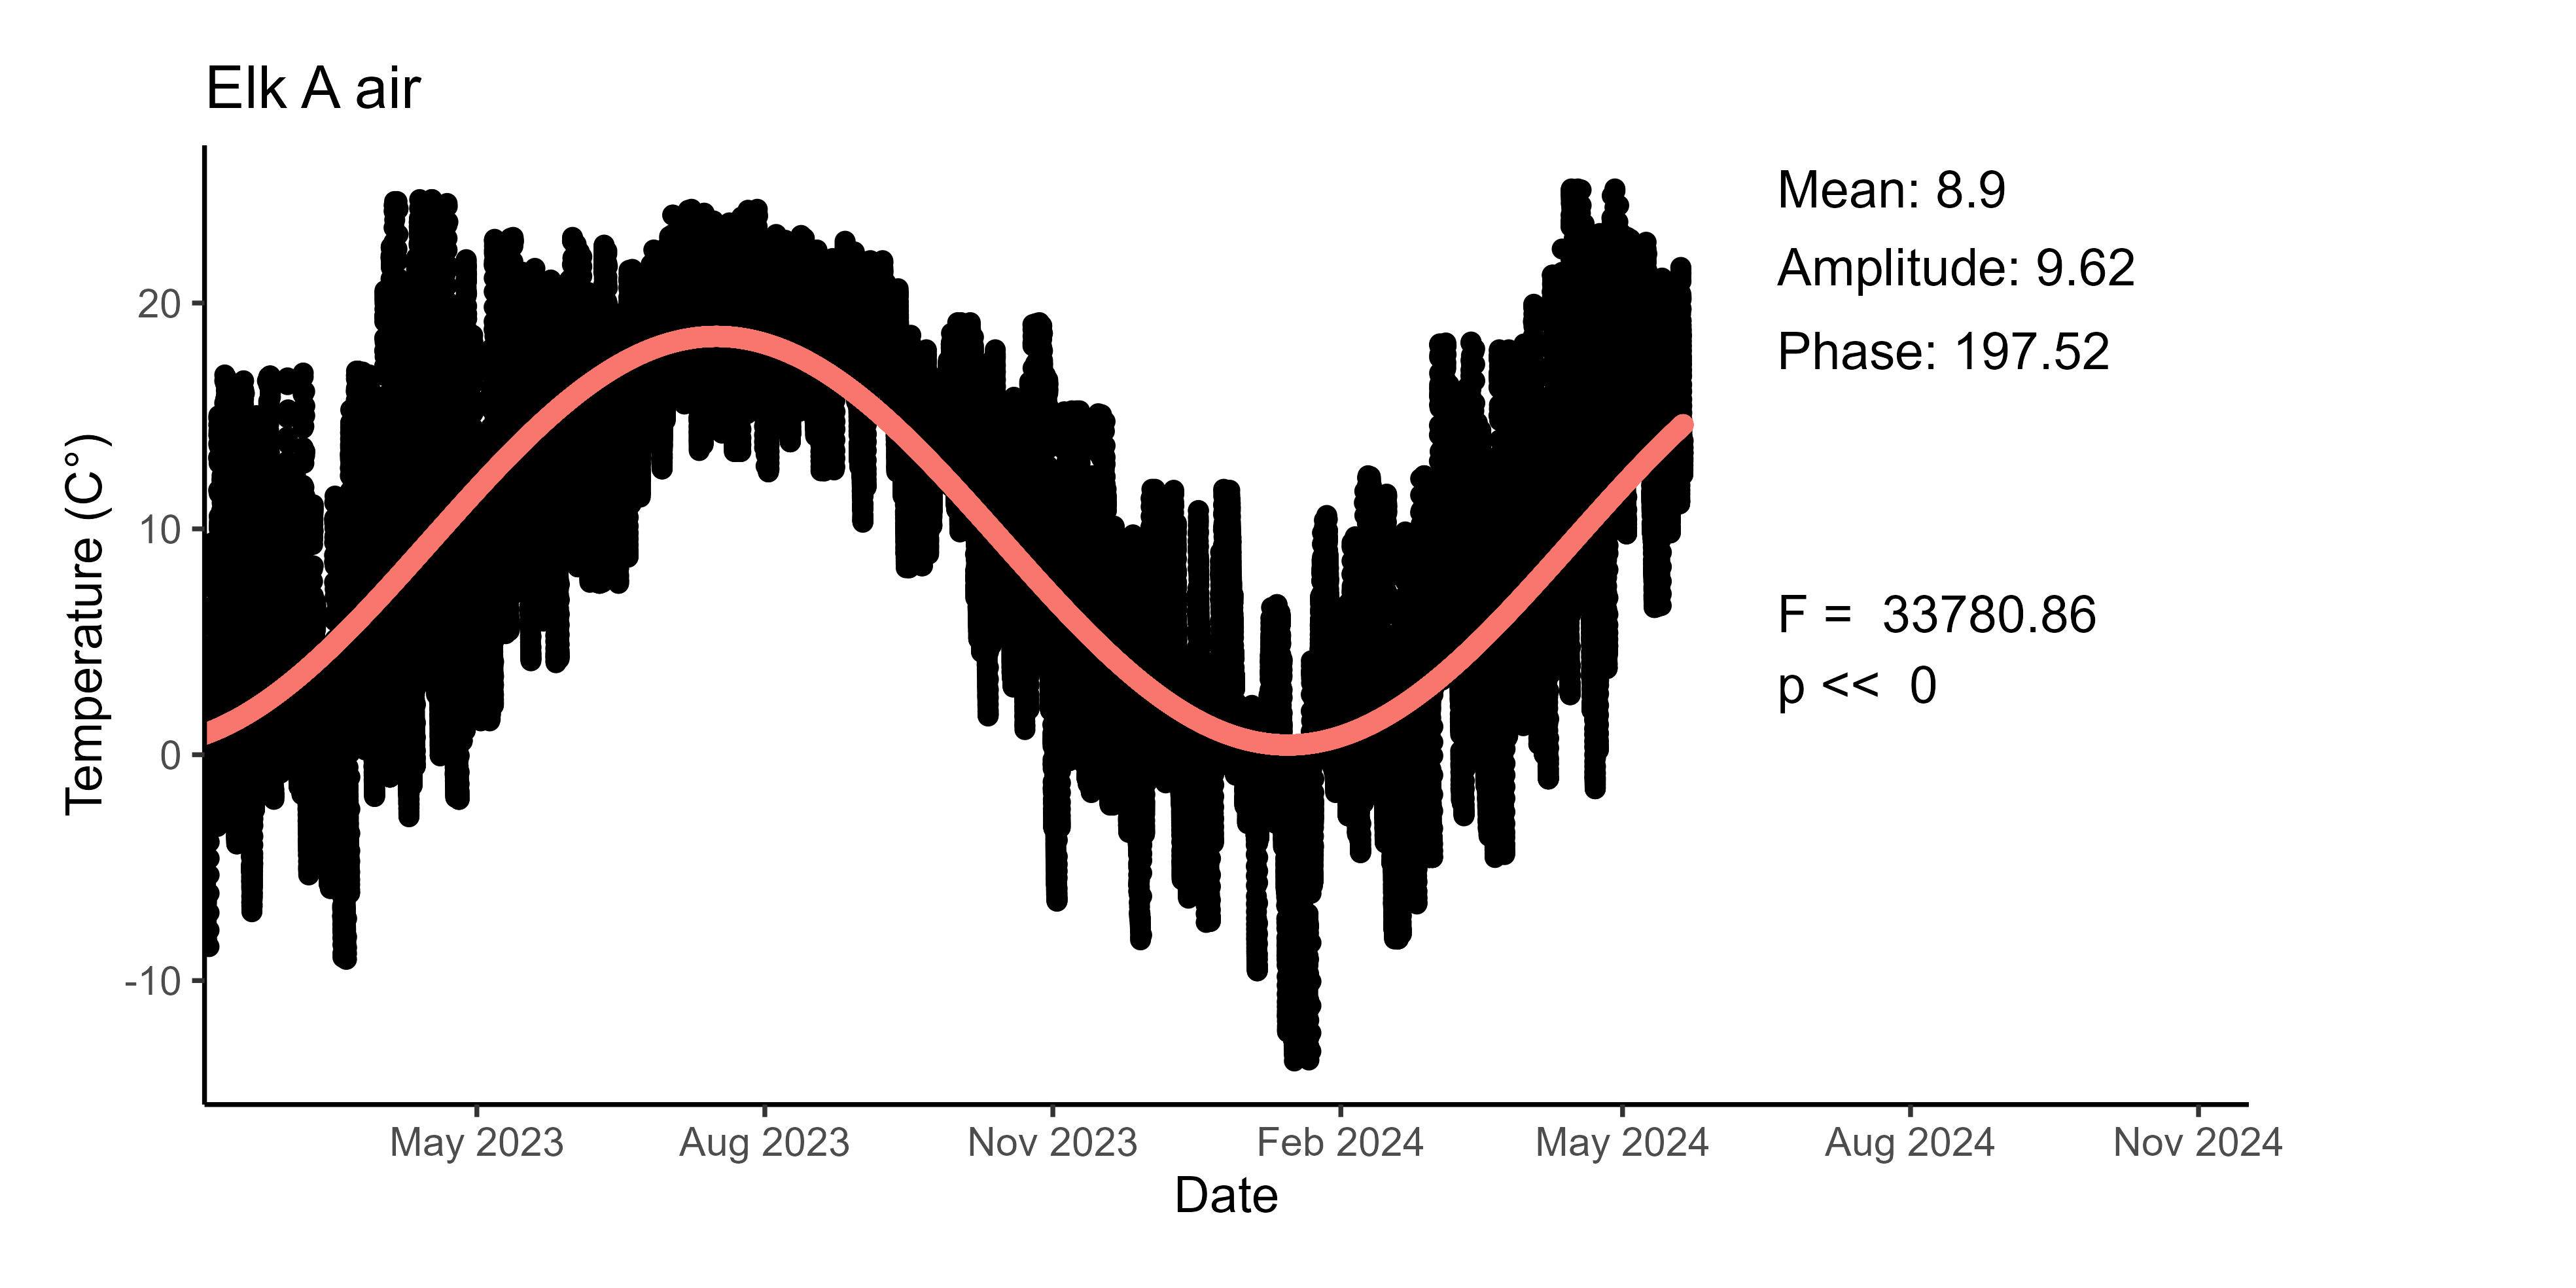 Elk A air
Mean: 8.9
Amplitude: 9.62
Phase: 197.52
F =  33780.86
p <<  0
Temperature (C°)
20
10
0
-10
May 2023
Aug 2023
Nov 2023
Feb 2024
May 2024
Aug 2024
Nov 2024
Date